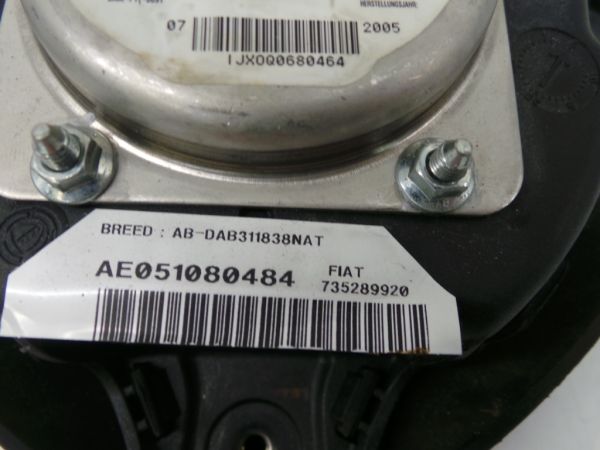 HERSTELLUNGSJAHR:
07 2005
IJX0Q0680464
BREED : AB-DAB311838NAT
AE051080484 FIAT
735289920